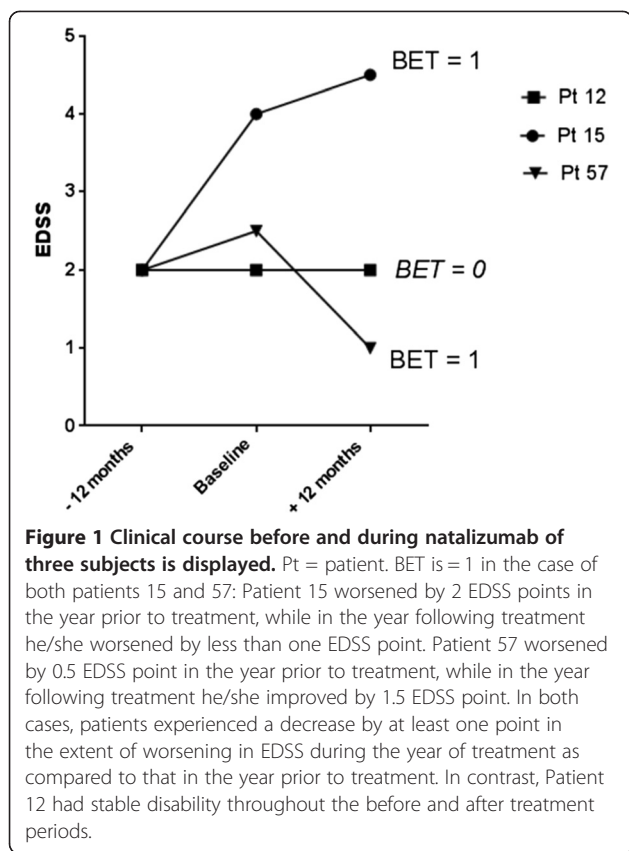 5
BET = 1
Pt 12
4
Pt 15
Pt 57
3
EDSS
2
BET = 0
1
BET = 1
0
- 12 months
Baseline
+ 12 months
Figure 1 Clinical course before and during natalizumab of
three subjects is displayed. Pt = patient. BET is = 1 in the case of
both patients 15 and 57: Patient 15 worsened by 2 EDSS points in
the year prior to treatment, while in the year following treatment
he/she worsened by less than one EDSS point. Patient 57 worsened
by 0.5 EDSS point in the year prior to treatment, while in the year
following treatment he/she improved by 1.5 EDSS point. In both
cases, patients experienced a decrease by at least one point in
the extent of worsening in EDSS during the year of treatment as
compared to that in the year prior to treatment. In contrast, Patient
12 had stable disability throughout the before and after treatment
periods.